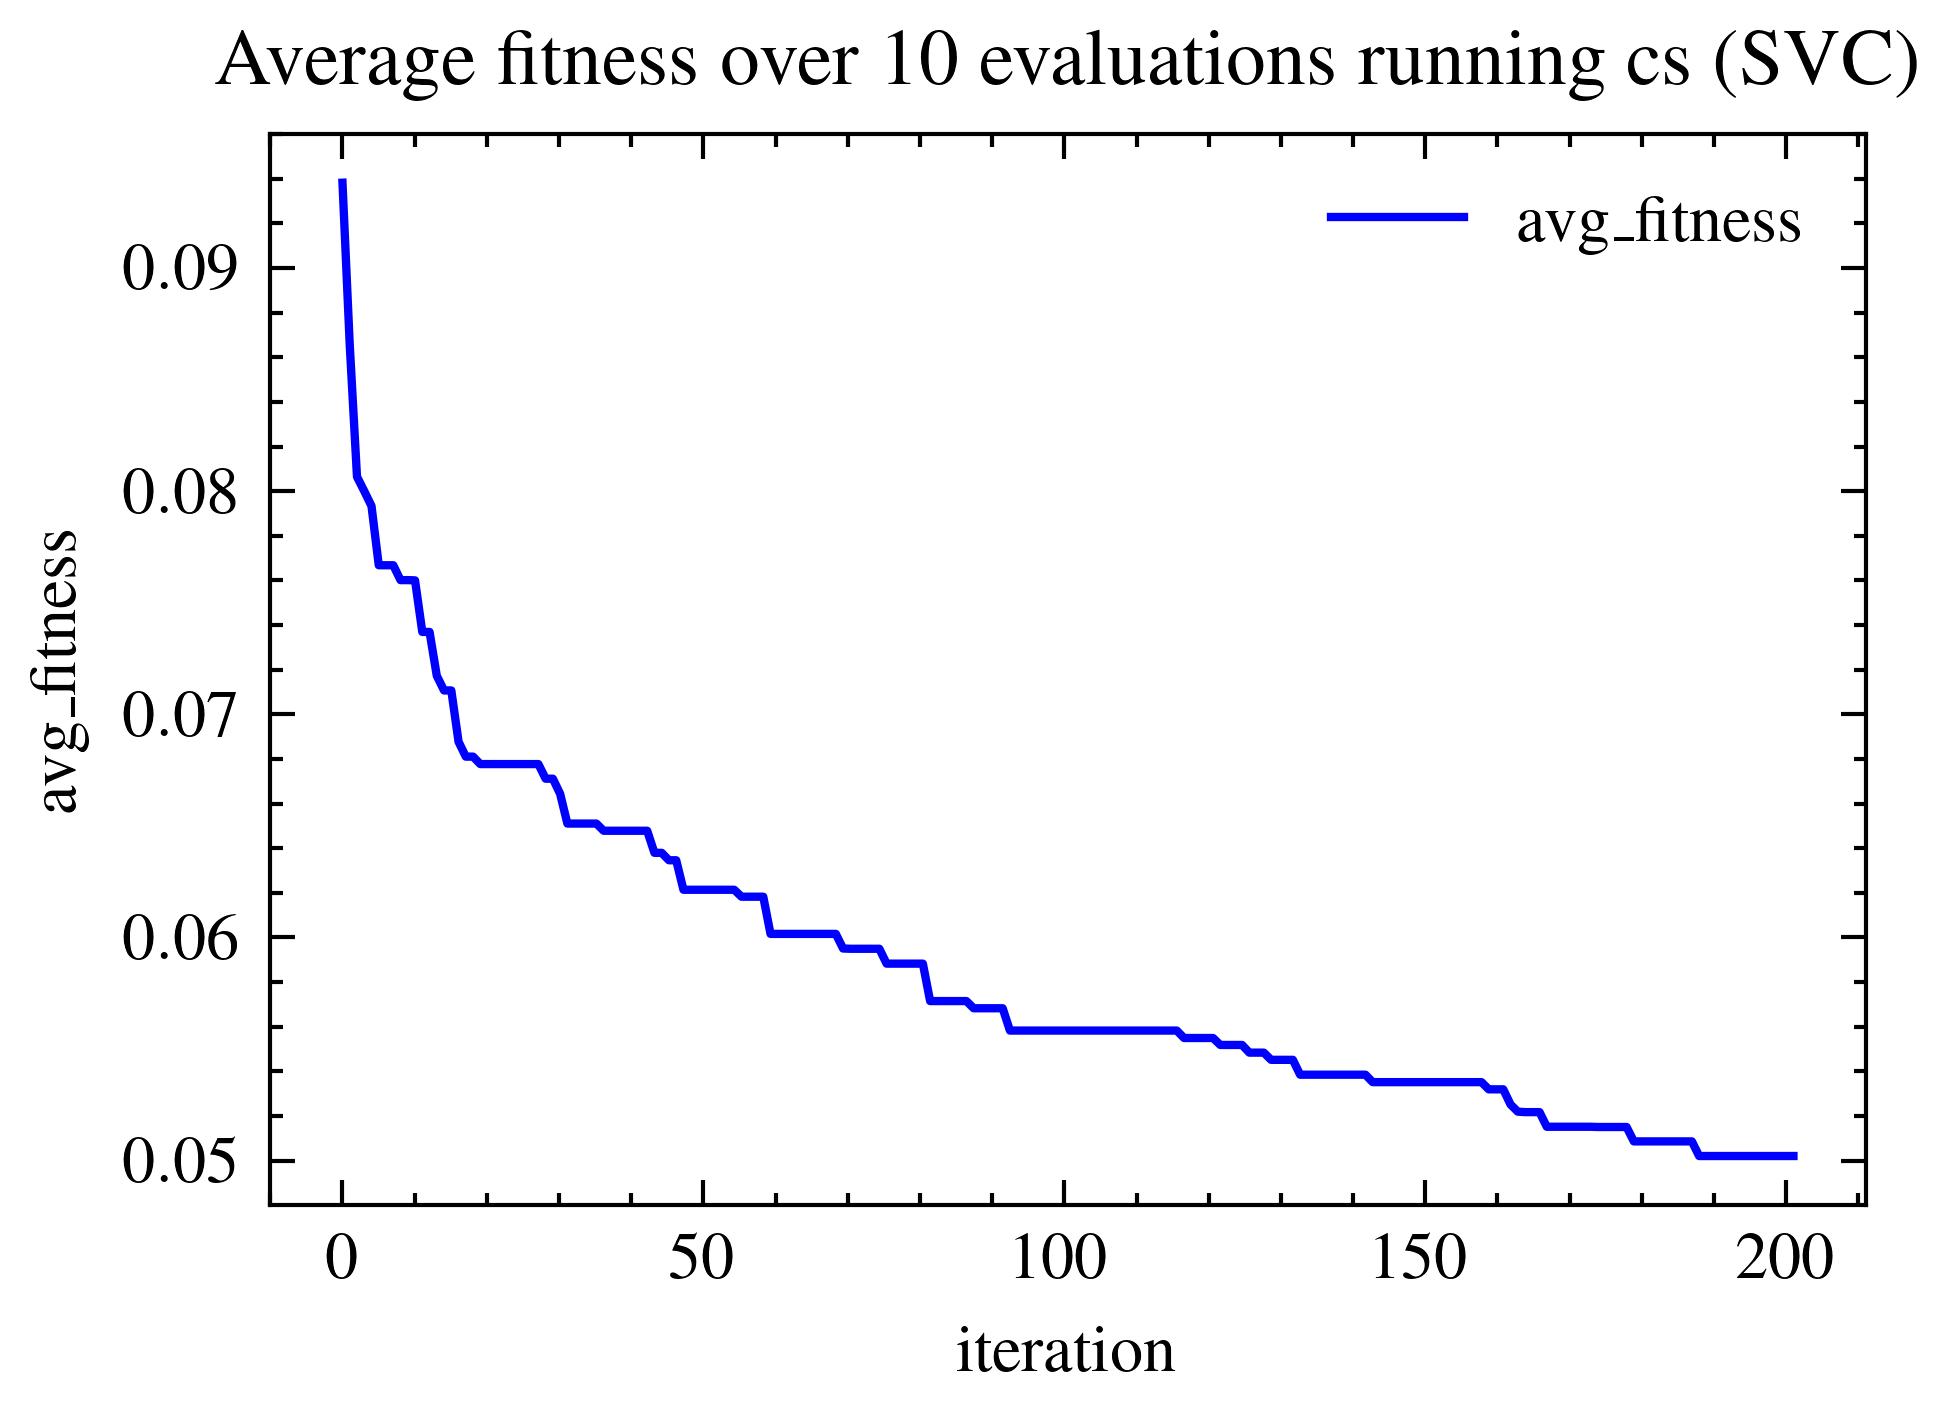 Average fitness over 10 evaluations running cs (SVC)
avg_fitness
0.09
0.08
0.07
0.06
0.05
avg_fitness
0 50 100 150 200
iteration